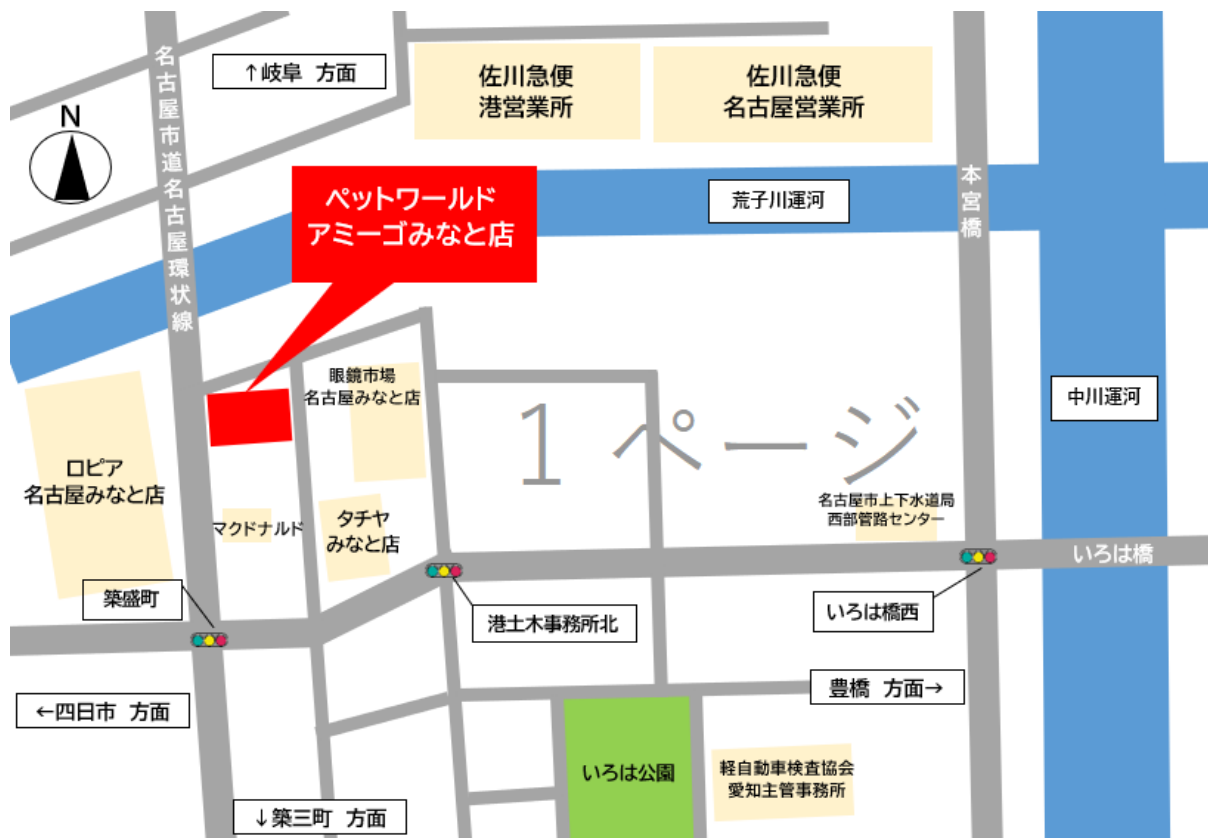 ↑岐阜 方面
佐川急便
港営業所
佐川急便
名古屋営業所
N
名古屋市道名古屋環状線
ペットワールド
アミーゴみなと店
荒子川運河
本宮橋
眼鏡市場
名古屋みなと店
中川運河
1 ページ
ロピア
名古屋みなと店
マクドナルド
タチヤ
みなと店
名古屋市上下水道局
西部管路センター
いろは橋
築盛町
港土木事務所北
いろは橋西
豊橋 方面→
←四日市 方面
いろは公園
軽自動車検査協会
愛知主管事務所
↓築三町 方面